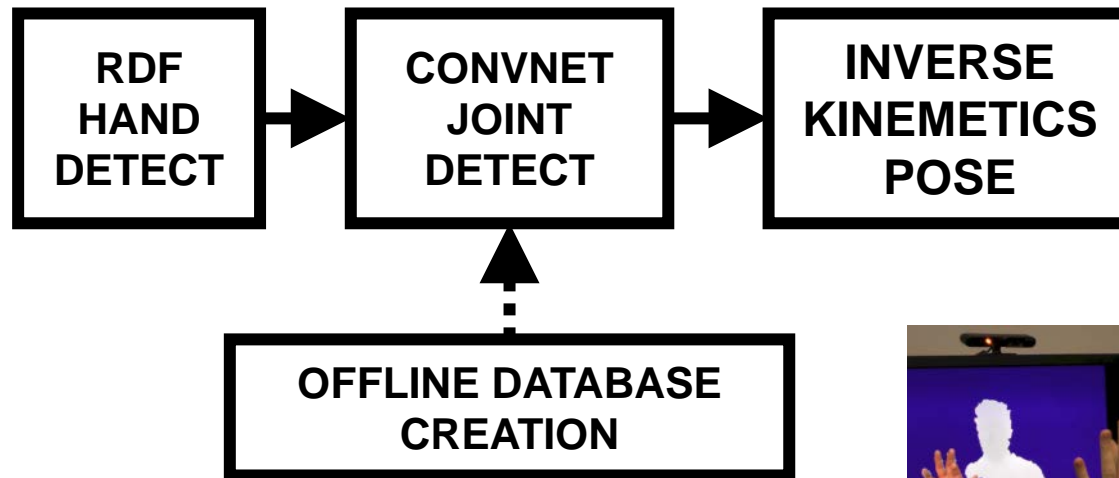 RDF
HAND
DETECT
CONVNET
JOINT
DETECT
INVERSE
KINEMETICS
POSE
OFFLINE DATABASE
CREATION